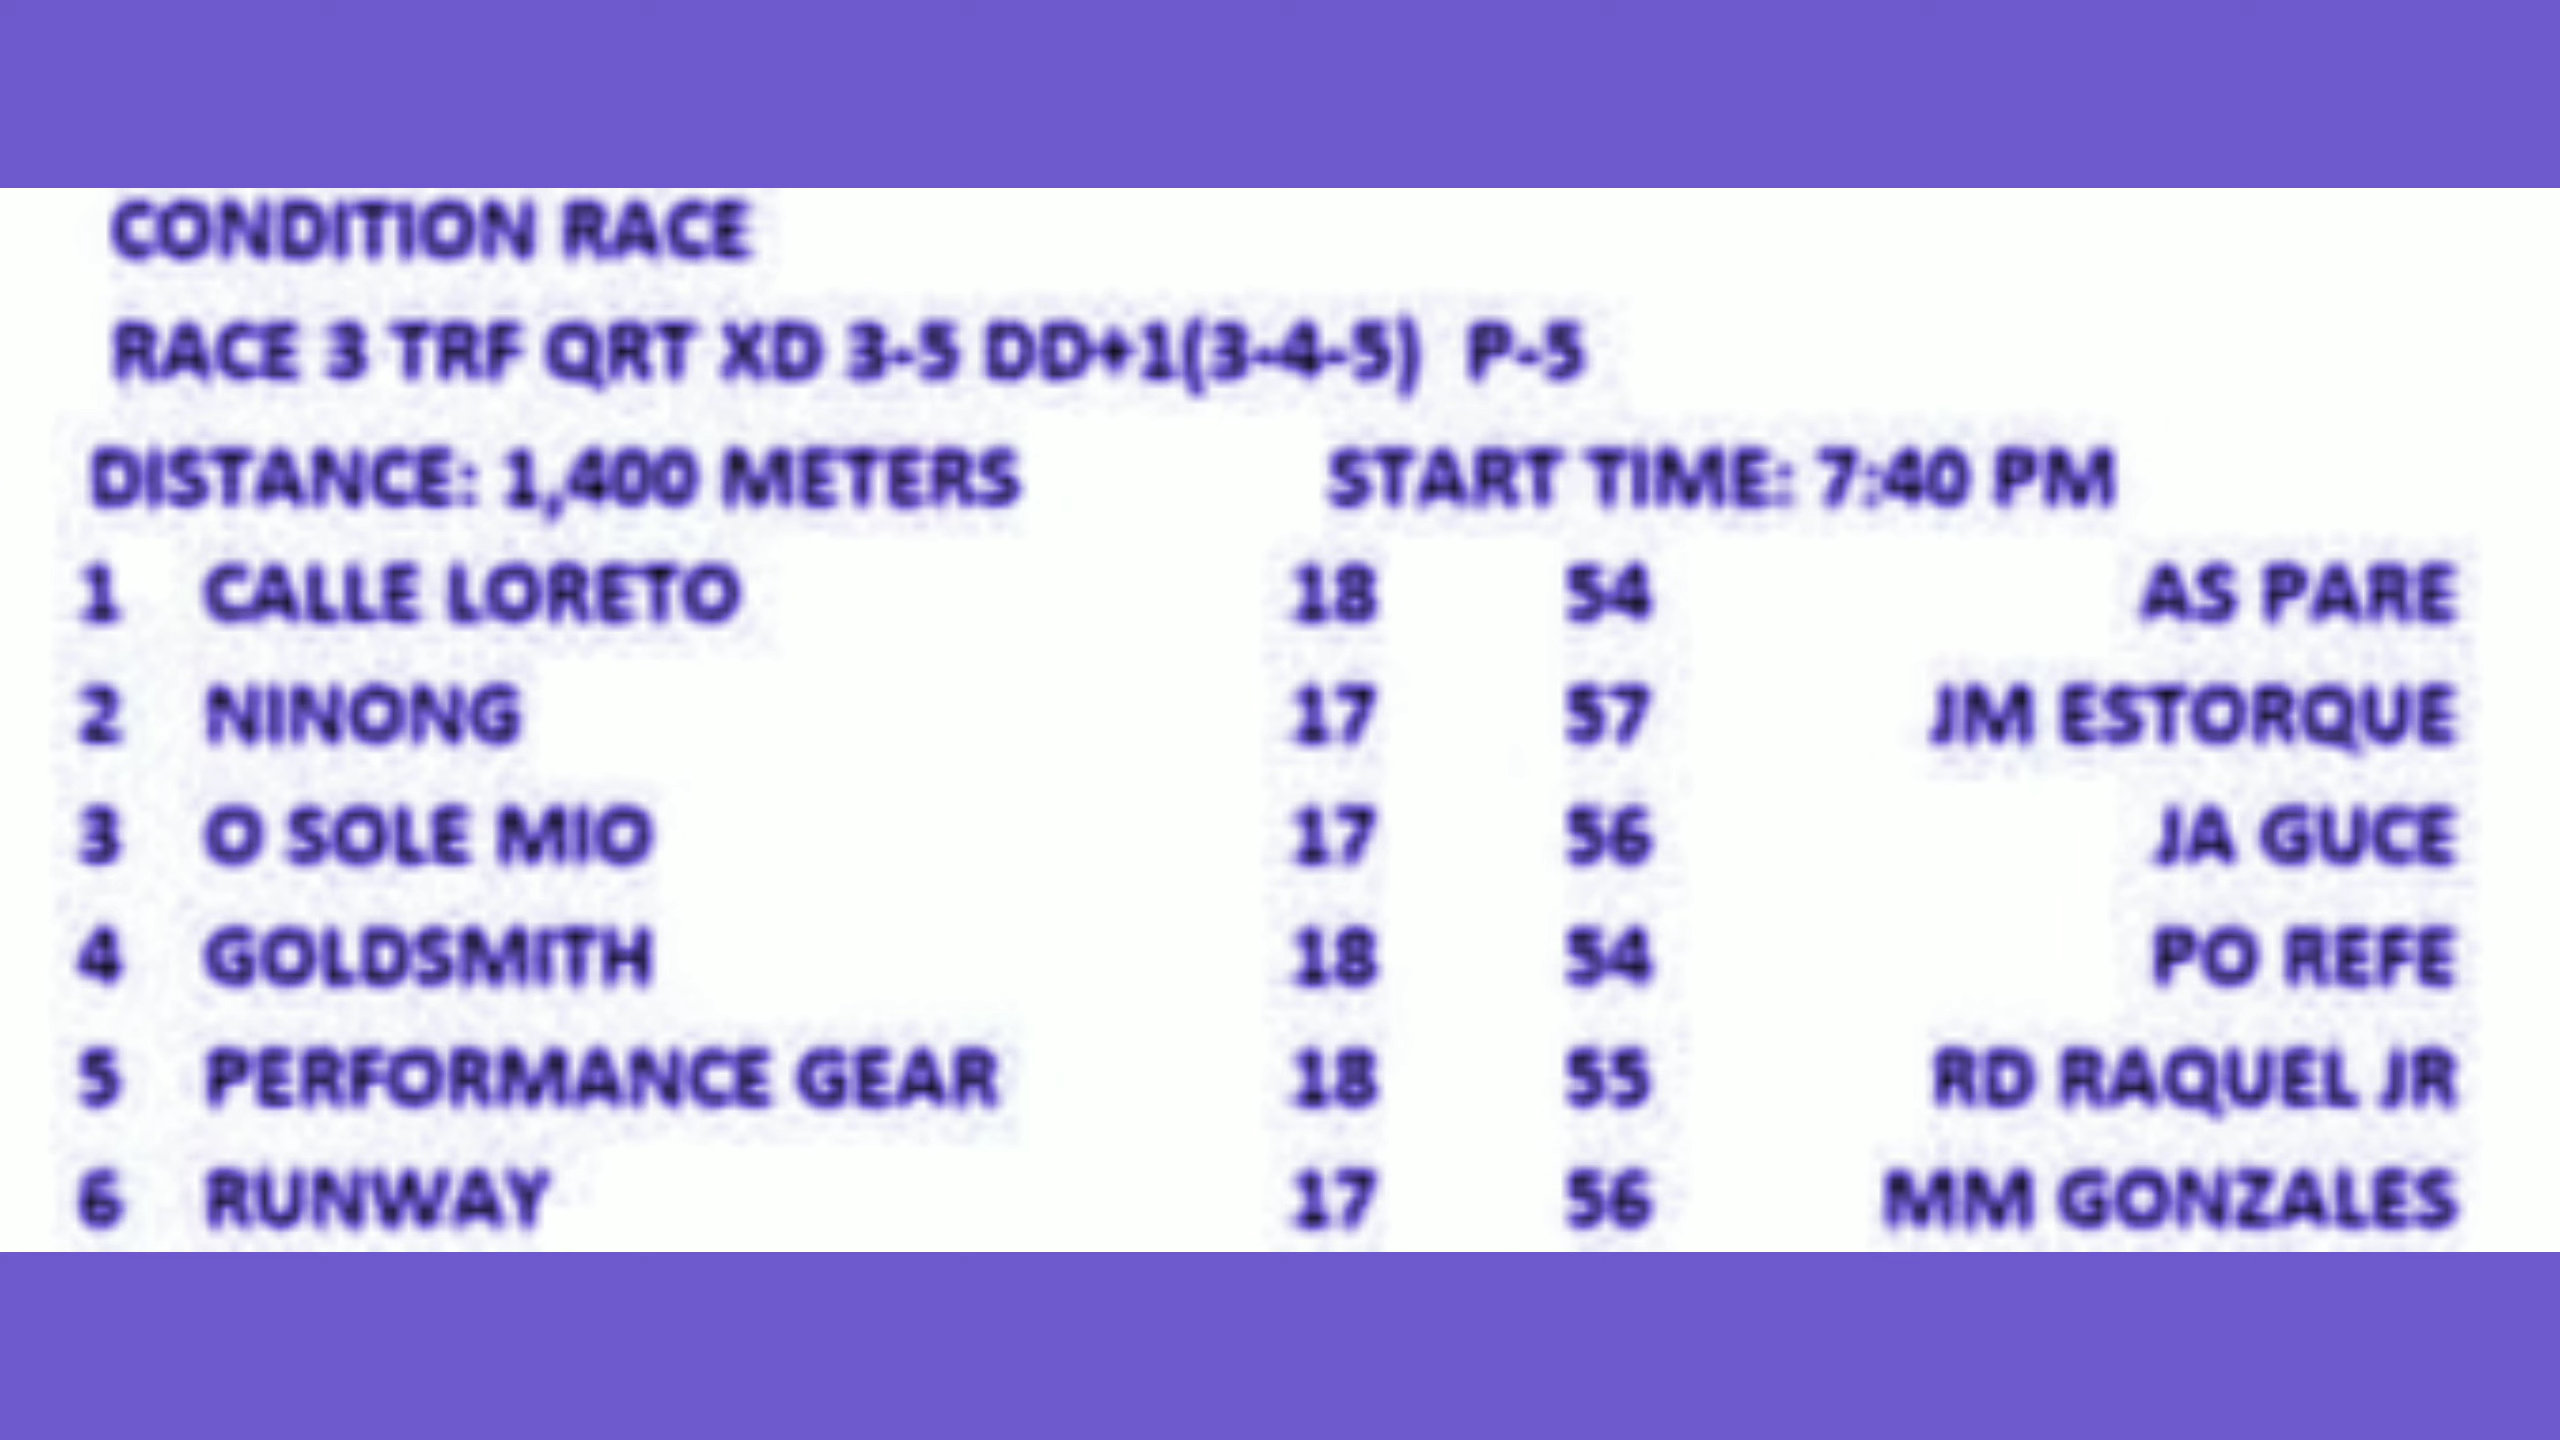 CONDITION RACE
RACE 3 TRF QRT XD 3-5 DD+1(3-4-5) P-5
DISTANCE: 1,400 METERS START TIME: 7:40 PM
1 CALLE LORETO 18 54 AS PARE
2 NINONG 17 57 JM ESTORQUE
3 O SOLE MIO 17 56 JA GUCE
4 GOLDSMITH 18 54 PO REFE
5 PERFORMANCE GEAR 18 55 RD RAQUEL JR
6 RUNWAY 17 56 MM GONZALES